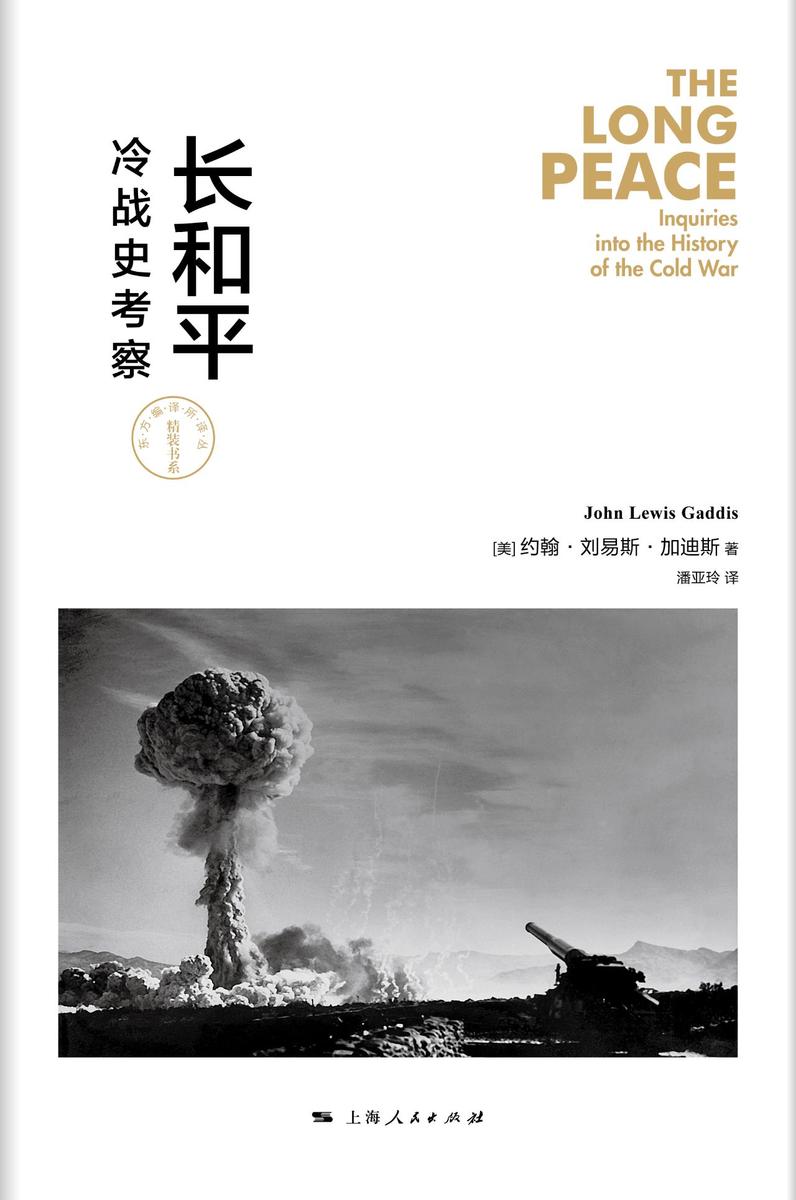 THE
LONG
PEACE
Inquiries
into the History
of the Cold War
长和平
冷战史考察
东·方·编·译·所·译·丛
精装书系
John Lewis Gaddis
[美] 约翰·刘易斯·加迪斯 著
潘亚玲 译
上海人民出版社